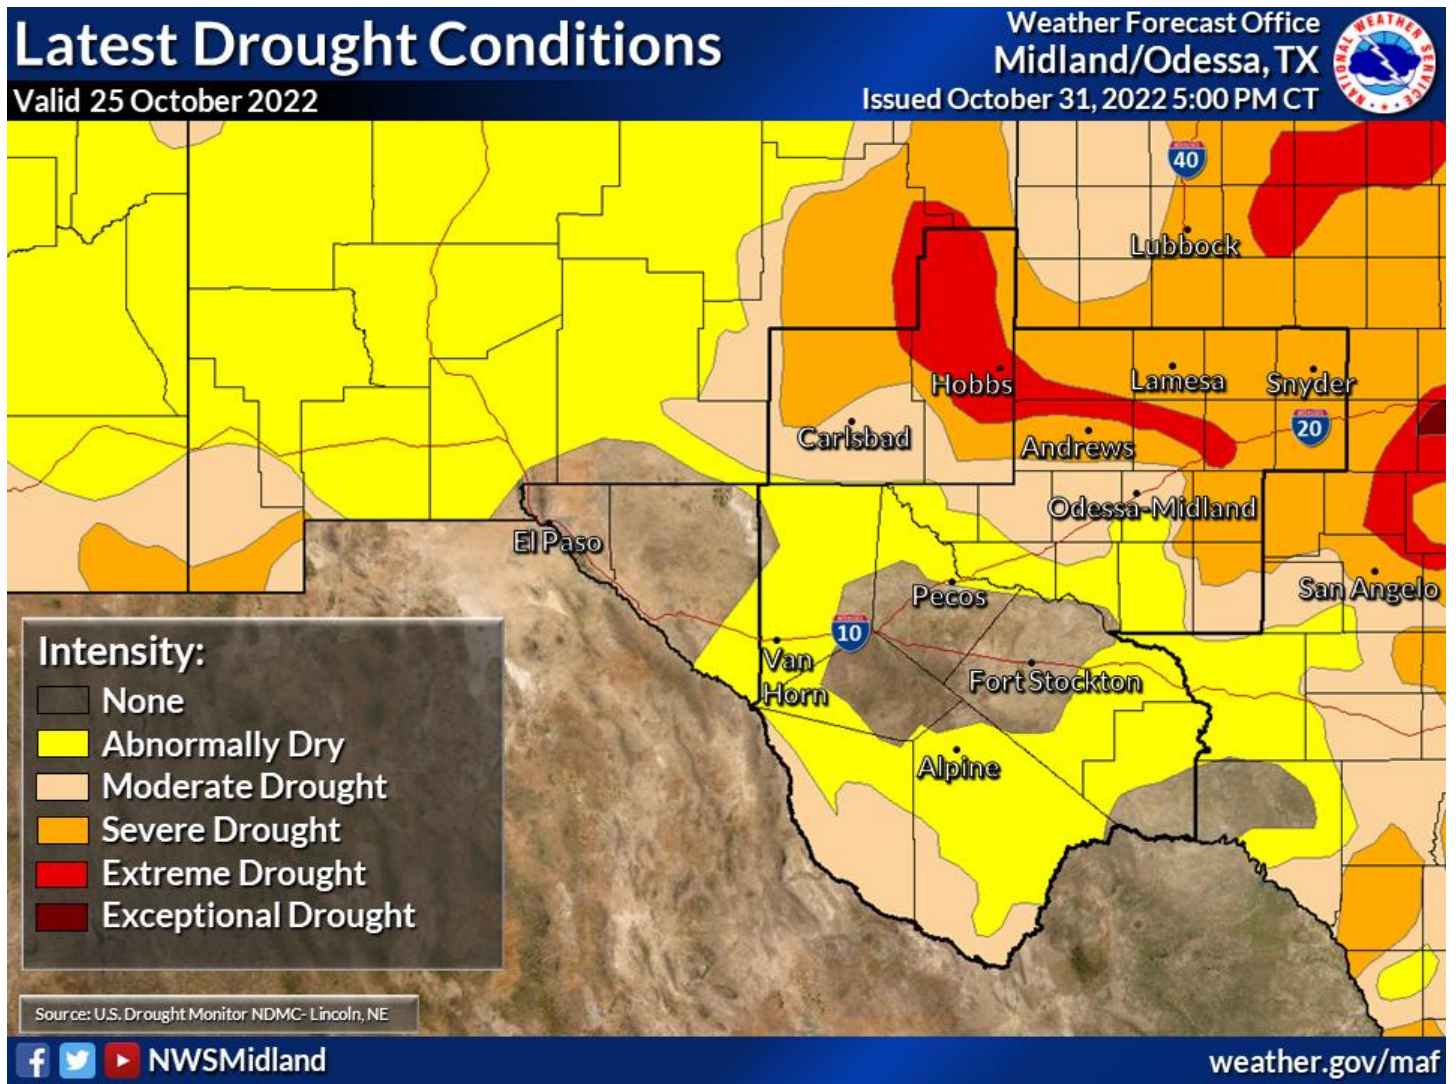 Latest Drought Conditions
Valid 25 October 2022
Weather Forecast Office
Midland/Odessa, TX
Issued October 31, 2022 5:00 PM CT
NATIONAL WEATHER SERVICE
40
Lubbock
Hobbs
Lamesa
Snyder
20
Carlsbad
Andrews
Odessa-Midland
El Paso
Pecos
San Angelo
10
Van
Horn
Fort Stockton
Alpine
Intensity:
None
Abnormally Dry
Moderate Drought
Severe Drought
Extreme Drought
Exceptional Drought
Source: U.S. Drought Monitor NDMC- Lincoln, NE
NWSMidland
weather.gov/maf